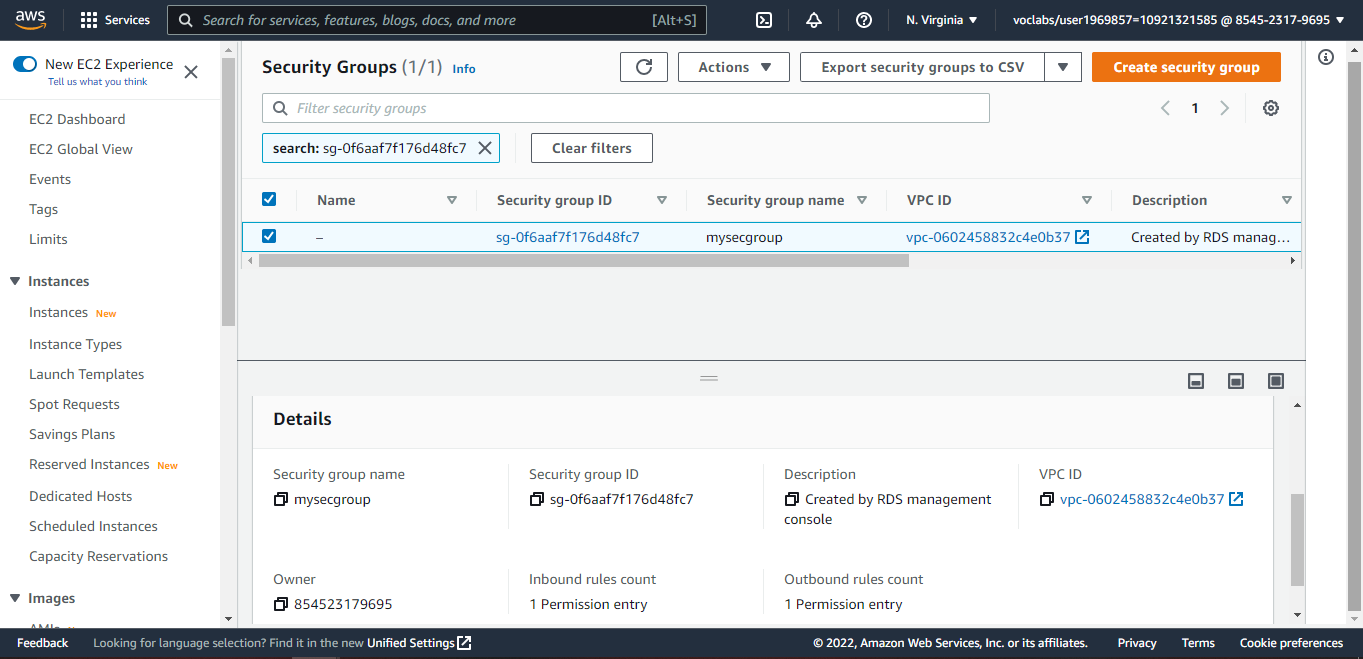 aws
Services
Search for services, features, blogs, docs, and more
[Alt+S]
N. Virginia
voclabs/user1969857=10921321585 @ 8545-2317-9695
New EC2 Experience
Tell us what you think
EC2 Dashboard
EC2 Global View
Events
Tags
Limits
Instances
Instances New
Instance Types
Launch Templates
Spot Requests
Savings Plans
Reserved Instances New
Dedicated Hosts
Scheduled Instances
Capacity Reservations
Images
Security Groups (1/1) Info
Actions
Export security groups to CSV
Create security group
Filter security groups
1
search: sg-0f6aaf7f176d48fc7
Clear filters
Name Security group ID Security group name VPC ID Description
– sg-0f6aaf7f176d48fc7 mysecgroup vpc-0602458832c4e0b37 Created by RDS manag...
Details
Security group name
mysecgroup
Security group ID
sg-0f6aaf7f176d48fc7
Description
Created by RDS management
console
VPC ID
vpc-0602458832c4e0b37
Owner
854523179695
Inbound rules count
1 Permission entry
Outbound rules count
1 Permission entry
Feedback
Looking for language selection? Find it in the new Unified Settings
© 2022, Amazon Web Services, Inc. or its affiliates.
Privacy
Terms
Cookie preferences